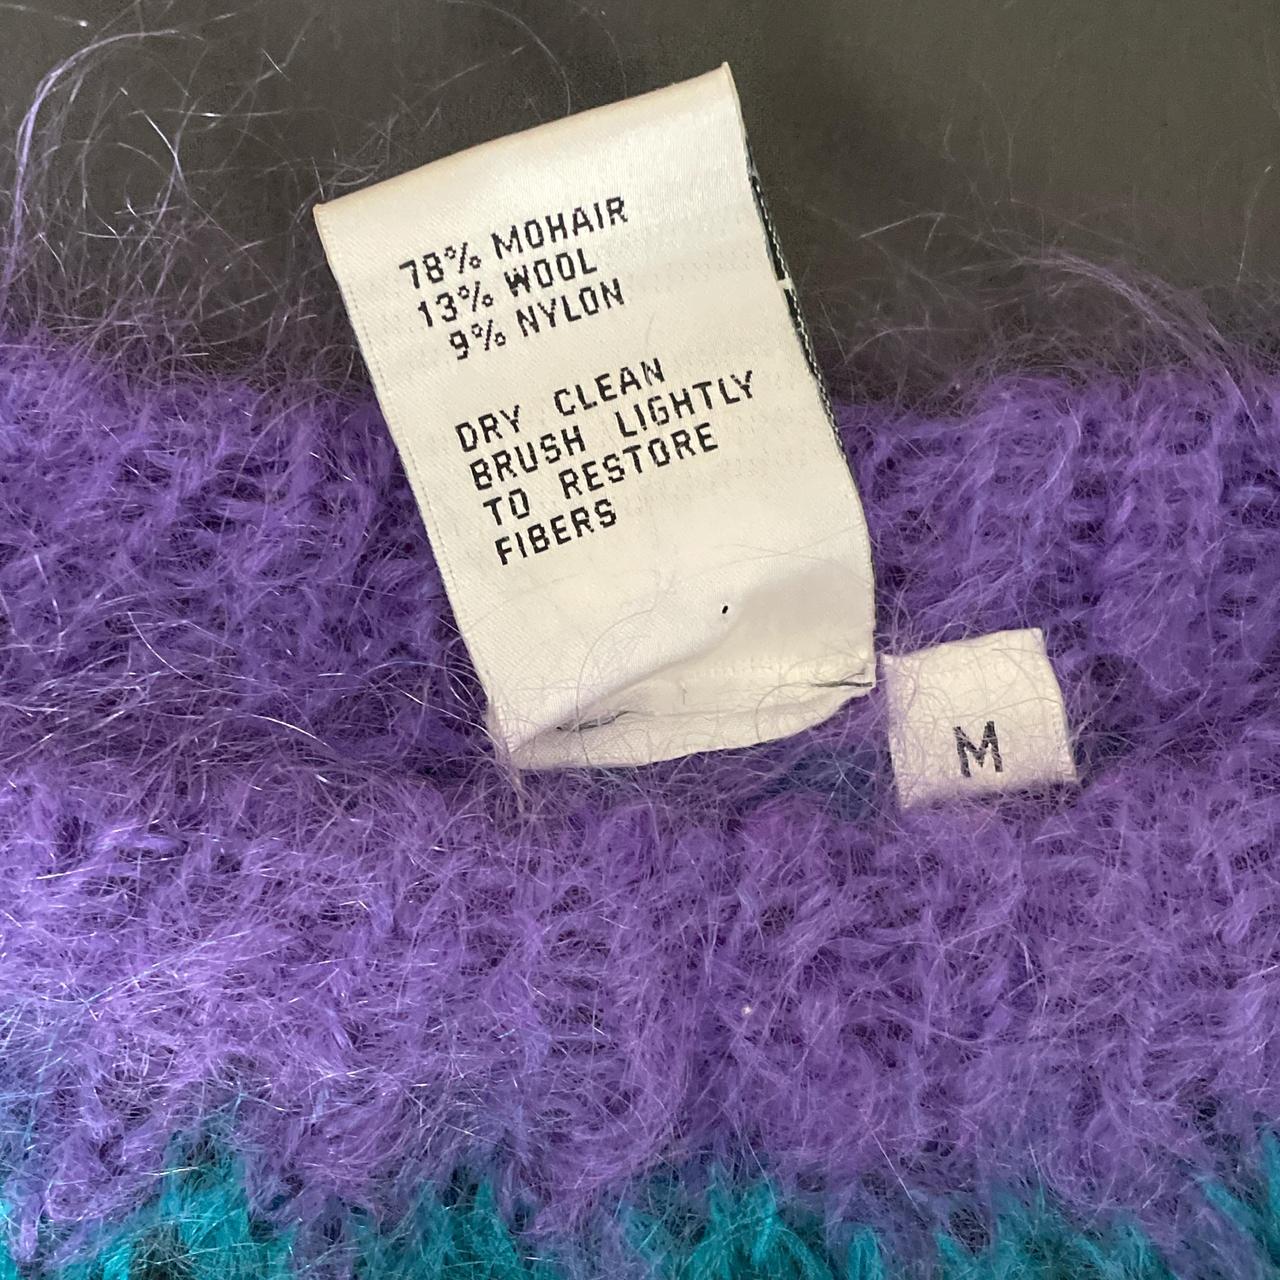 78% MOHAIR
13% WOOL
9% NYLON
DRY CLEAN
BRUSH LIGHTLY
TO RESTORE
FIBERS
M